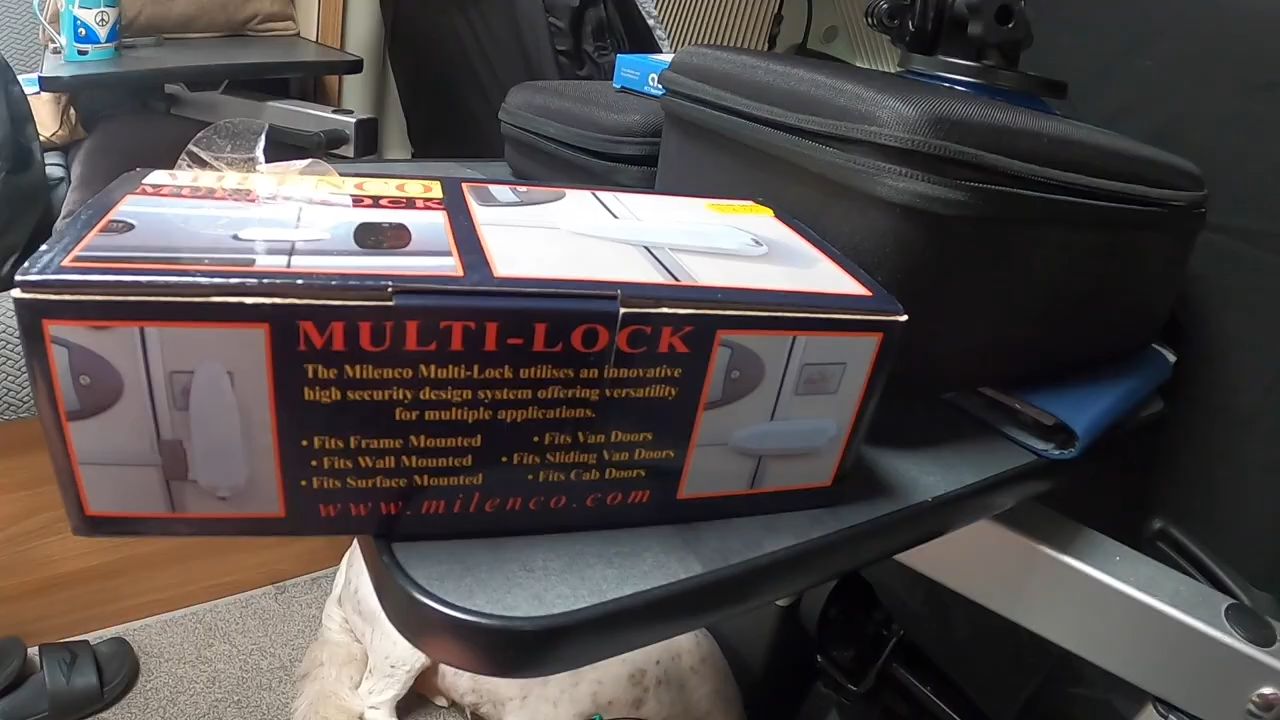 MILENCO
MULTI-LOCK
The Milenco Multi-Lock utilises an innovative
high security design system offering versatility
for multiple applications.
• Fits Frame Mounted
• Fits Wall Mounted
• Fits Surface Mounted
• Fits Van Doors
• Fits Sliding Van Doors
• Fits Cab Doors
www.milenco.com